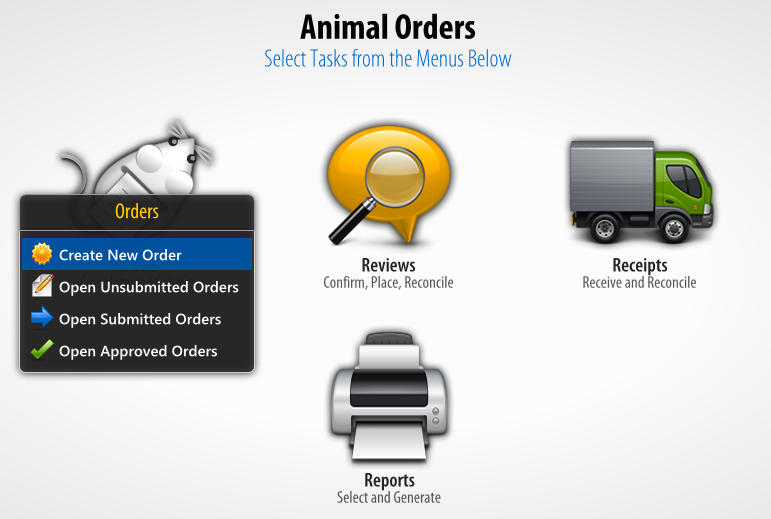 Animal Orders
Select Tasks from the Menus Below
Orders
Create New Order
Open Unsubmitted Orders
Open Submitted Orders
Open Approved Orders
Reviews
Confirm, Place, Reconcile
Receipts
Receive and Reconcile
Reports
Select and Generate